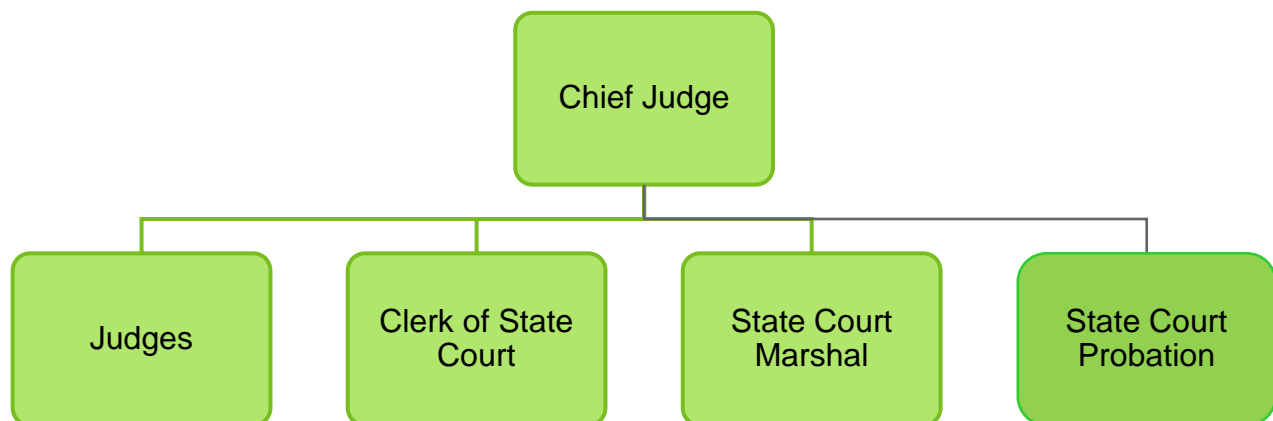 Chief Judge
Judges
Clerk of State
Court
State Court
Marshal
State Court
Probation